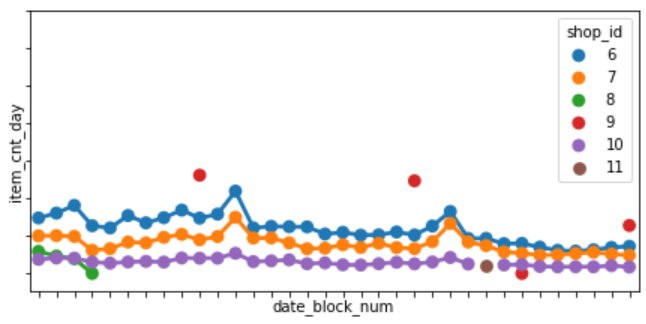 shop_id
6
7
8
9
10
11
item_cnt_day
date_block_num